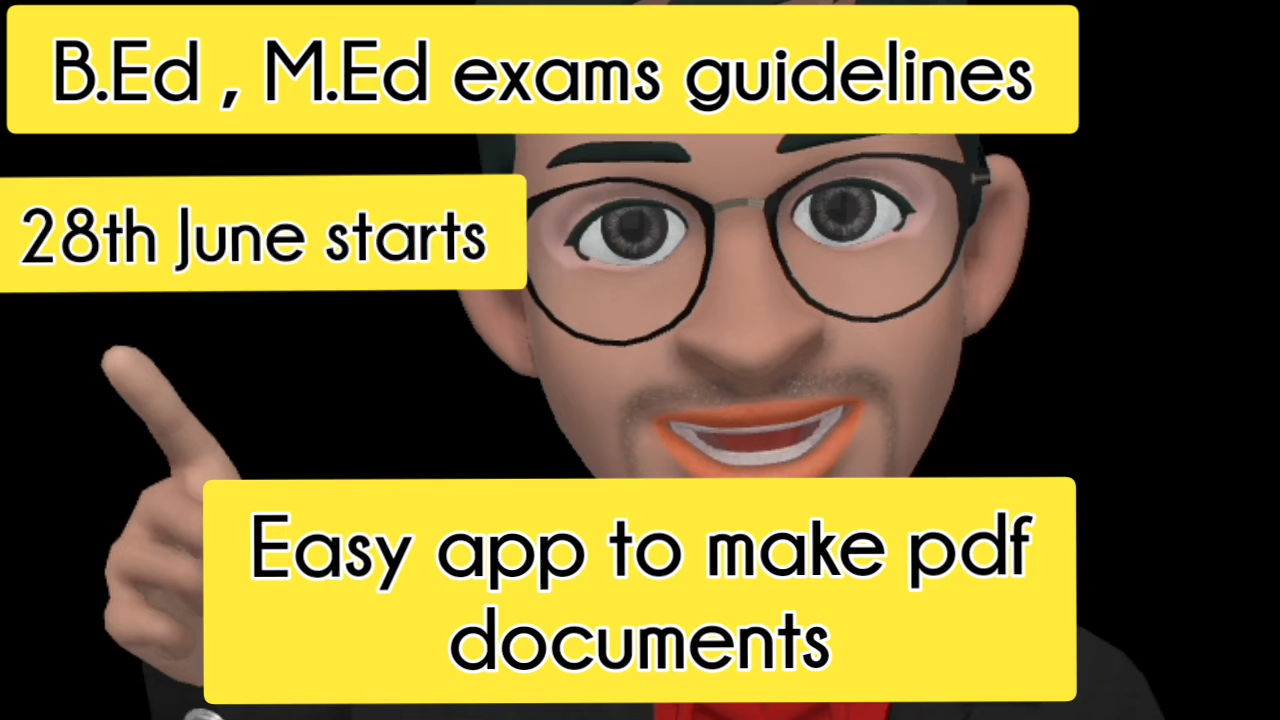 B.Ed , M.Ed exams guidelines
28th June starts
Easy app to make pdf
documents